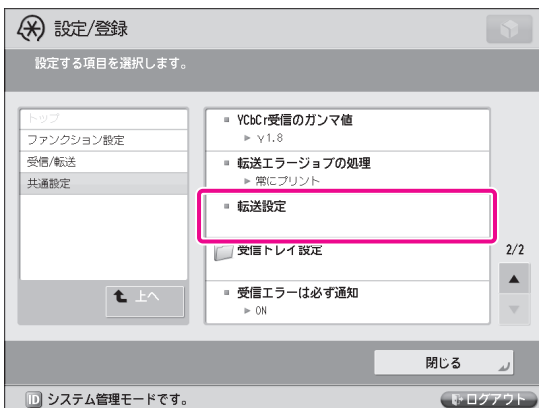 設定/登録
設定する項目を選択します。
トップ
ファンクション設定
受信/転送
共通設定
上へ
YCbCr受信のガンマ値
γ1.8
転送エラージョブの処理
常にプリント
転送設定
受信トレイ設定
受信エラーは必ず通知
ON
2/2
閉じる
ID システム管理モードです。
ログアウト